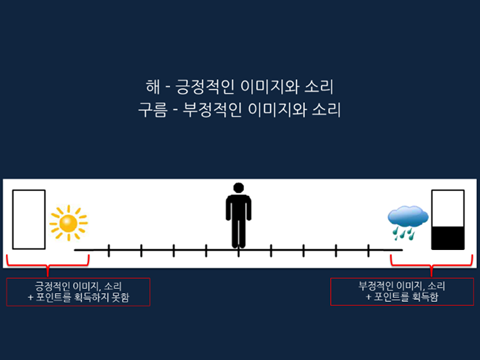 해 - 긍정적인 이미지와 소리
구름 - 부정적인 이미지와 소리
긍정적인 이미지, 소리
+ 포인트를 획득하지 못함
부정적인 이미지, 소리
+ 포인트를 획득함